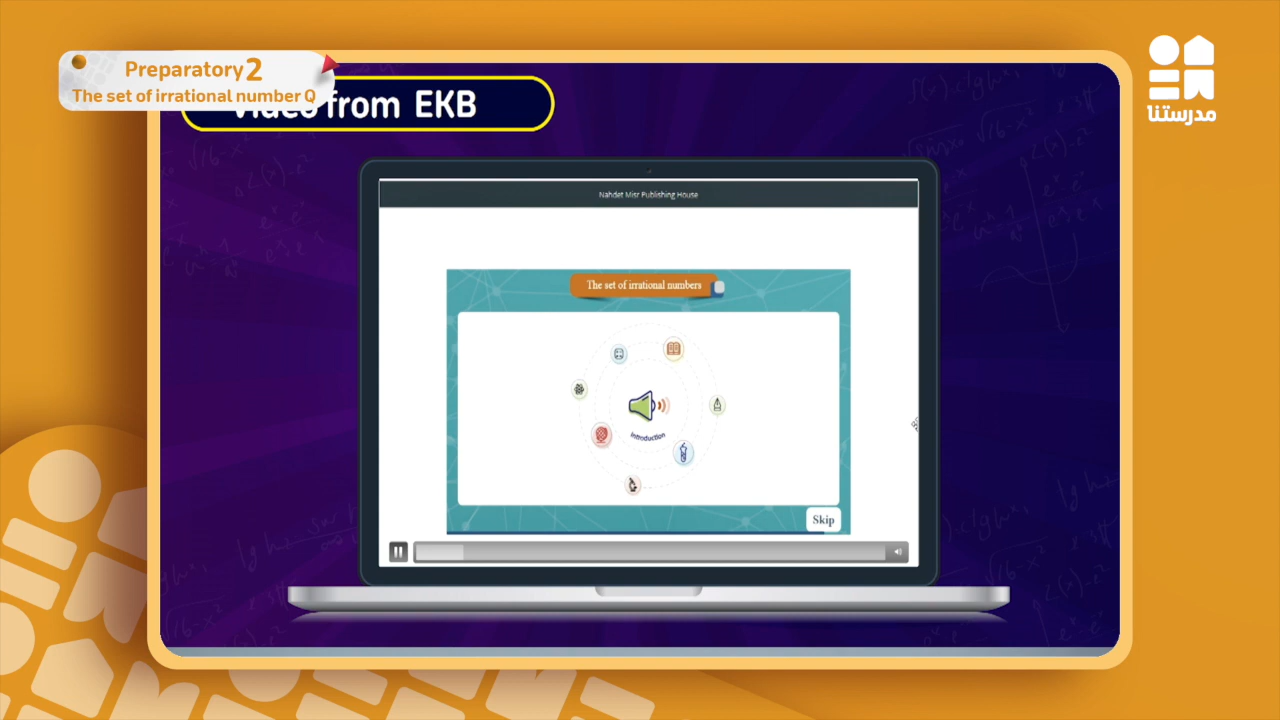 Preparatory 2
The set of irrational number Q
Video from EKB
مدرستنا
Nahdet Misr Publishing House
The set of irrational numbers
Introduction
Skip